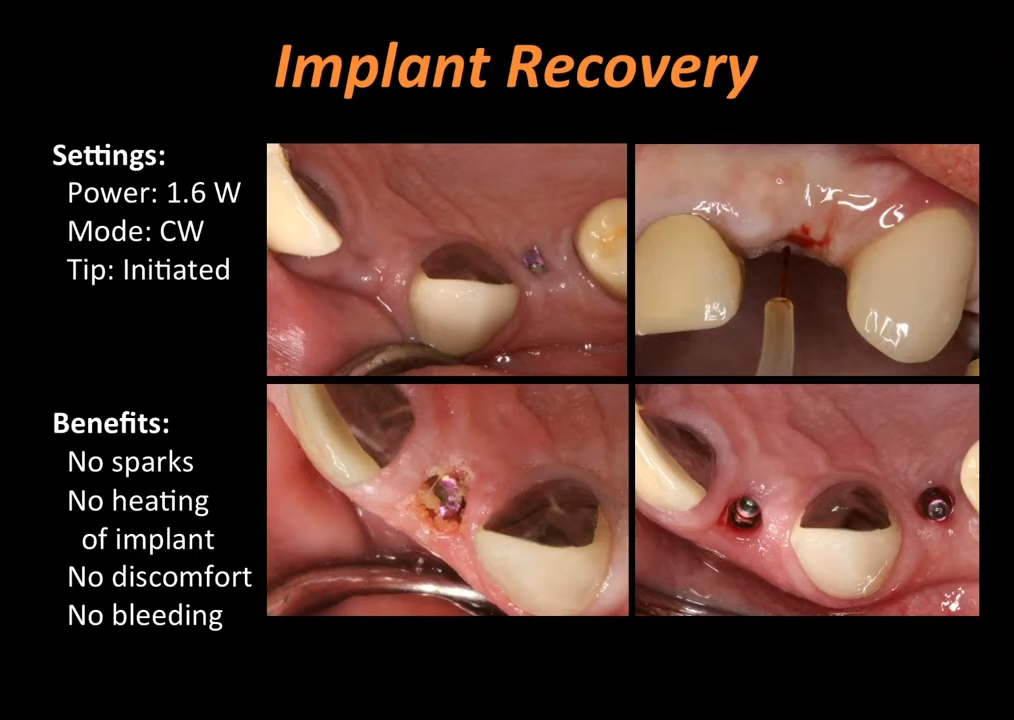 Implant Recovery
Settings:
Power: 1.6 W
Mode: CW
Tip: Initiated
Benefits:
No sparks
No heating
of implant
No discomfort
No bleeding